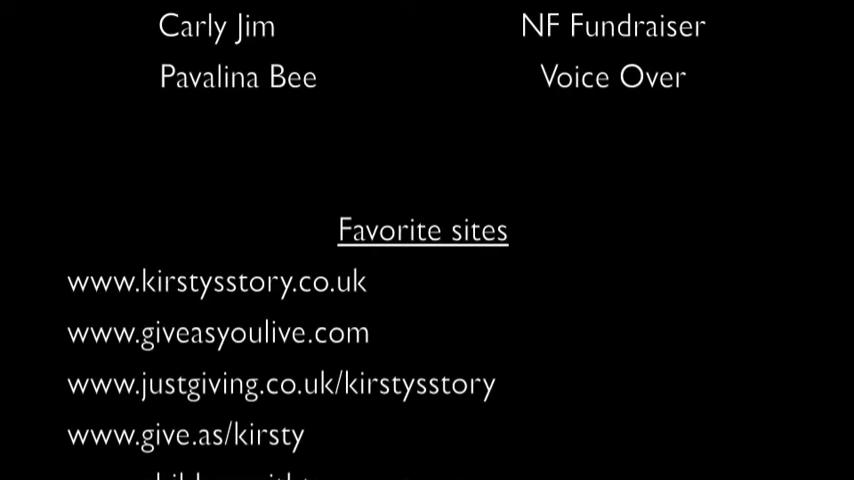 Carly Jim NF Fundraiser
Pavalina Bee Voice Over
Favorite sites
www.kirstysstory.co.uk
www.giveasyoulive.com
www.justgiving.co.uk/kirstysstory
www.give.as/kirsty